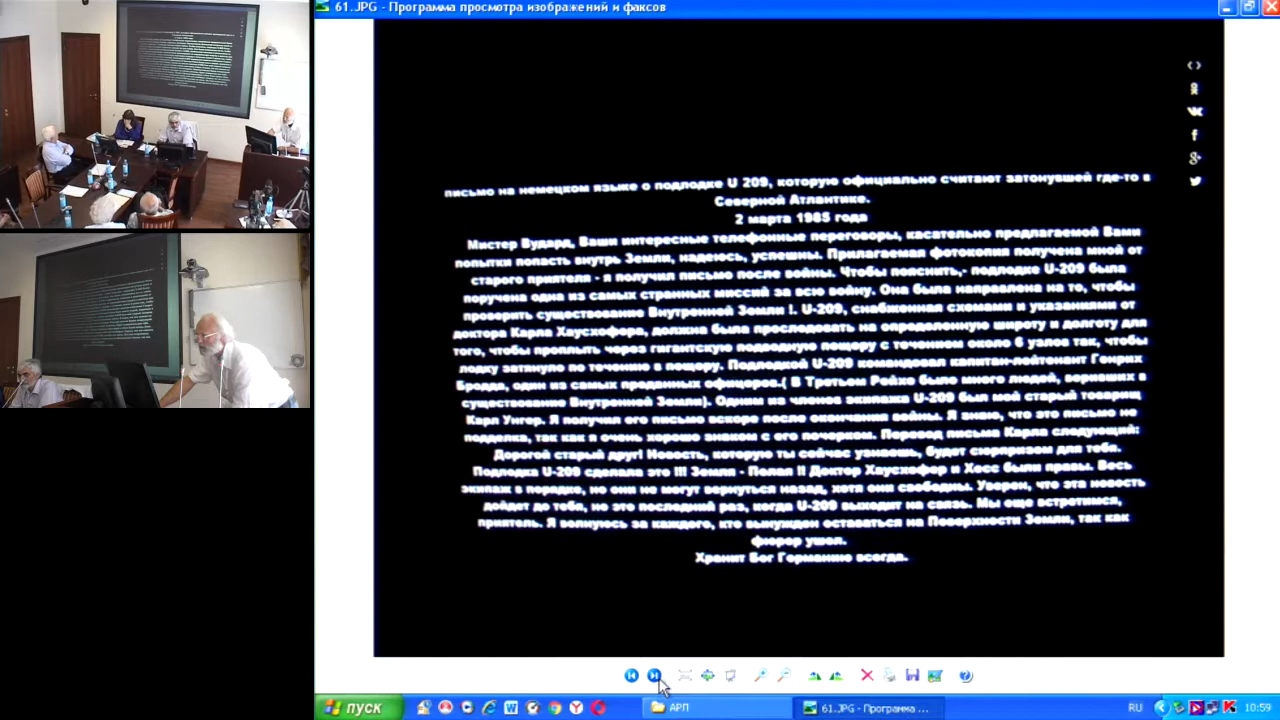 61.JPG - Программа просмотра изображений и факсов
письмо на немецком языке о подлодке U 209, которую официально считают затонувшей где-то в
Северной Атлантике.
2 марта 1985 года
Мистер Вудард, Ваши интересные телефонные переговоры, касательно предлагаемой Вами
попытки попасть внутрь Земли, надеюсь, успешны. Прилагаемая фотокопия получена мной от
старого приятеля - я получил письмо после войны. Чтобы пояснить,- подлодке U-209 была
поручена одна из самых странных миссий за всю войну. Она была направлена на то, чтобы
проверить существование Внутренней Земли !. U-209, снабженная схемами и указаниями от
доктора Карла Хаусхофера, должна была проследовать на определенную широту и долготу для
того, чтобы проплыть через гигантскую подводную пещеру с течением около 6 узлов так, чтобы
лодку затянуло по течению в пещеру. Подлодкой U-209 командовал капитан-лейтенант Генрих
Бродда, один из самых преданных офицеров.( В Третьем Рейхе было много людей, веривших в
существование Внутренней Земли). Одним из членов экипажа U-209 был мой старый товарищ
Карл Унгер. Я получил его письмо вскоре после окончания войны. Я знаю, что это письмо не
подделка, так как я очень хорошо знаком с его почерком. Перевод письма Карла следующий:
Дорогой старый друг! Новость, которую ты сейчас узнаешь, будет сюрпризом для тебя.
Подлодка U-209 сделала это !!! Земля - Полая !! Доктор Хаусхофер и Хесс были правы. Весь
экипаж в порядке, но они не могут вернуться назад, хотя они свободны. Уверен, что эта новость
дойдет до тебя, но это последний раз, когда U-209 выходит на связь. Мы еще встретимся,
приятель. Я волнуюсь за каждого, кто вынужден оставаться на Поверхности Земли, так как
фюрер ушел.
Хранит Бог Германию всегда.
пуск
АРП
61.JPG - Программа ...
RU
10:59